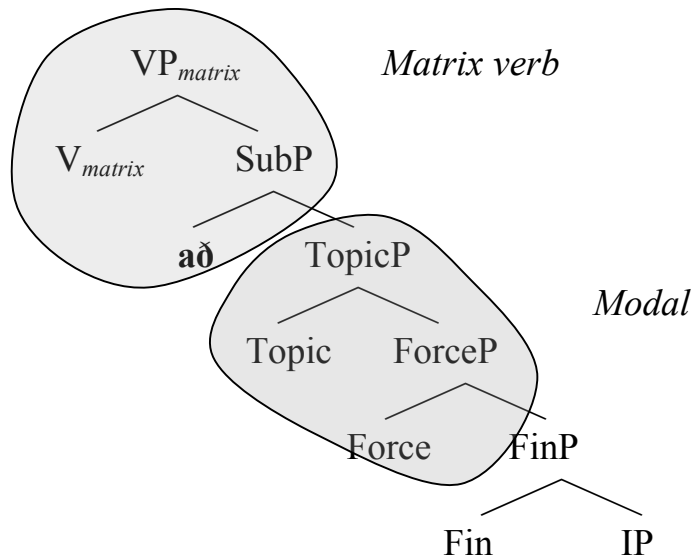 VPmatrix Matrix verb
Vmatrix SubP
að TopicP
Modal
Topic ForceP
Force FinP
Fin IP